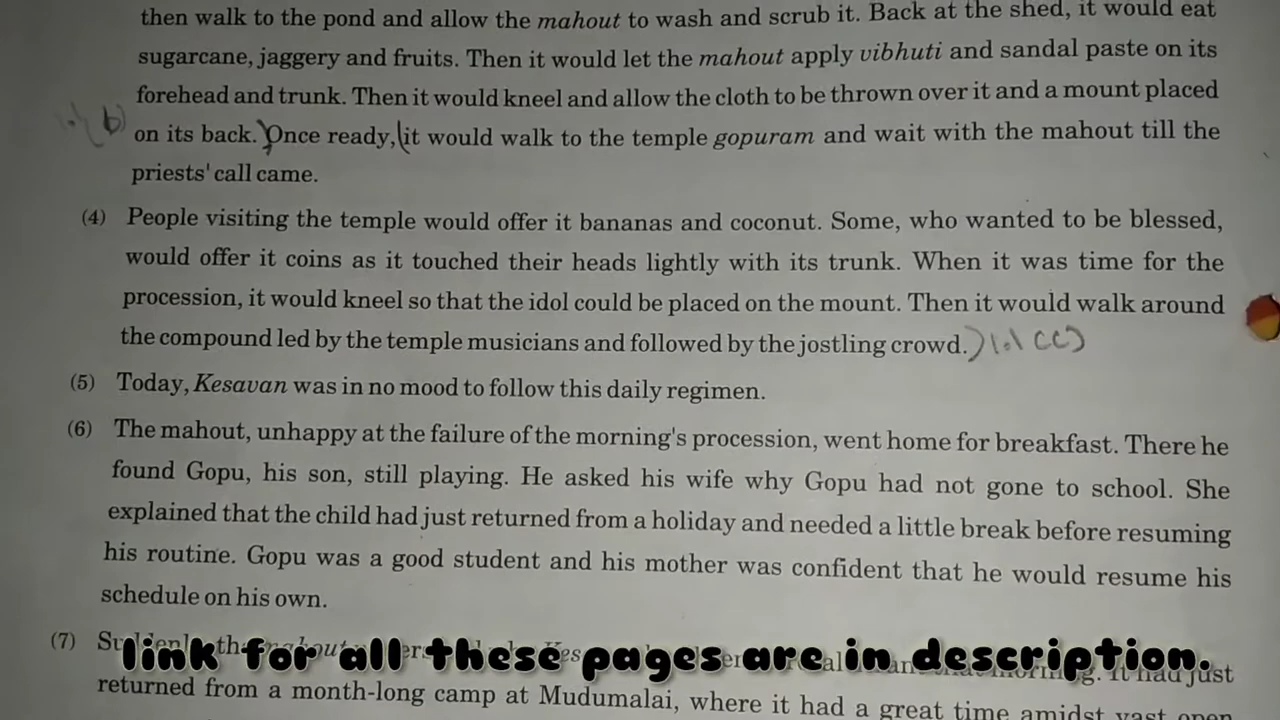 then walk to the pond and allow the mahout to wash and scrub it. Back at the shed, it would eat
sugarcane, jaggery and fruits. Then it would let the mahout apply vibhuti and sandal paste on its
forehead and trunk. Then it would kneel and allow the cloth to be thrown over it and a mount placed
(b) on its back. Once ready, it would walk to the temple gopuram and wait with the mahout till the
priests' call came.
(4) People visiting the temple would offer it bananas and coconut. Some, who wanted to be blessed,
would offer it coins as it touched their heads lightly with its trunk. When it was time for the
procession, it would kneel so that the idol could be placed on the mount. Then it would walk around
the compound led by the temple musicians and followed by the jostling crowd.) 1.1 (c)
(5) Today, Kesavan was in no mood to follow this daily regimen.
(6) The mahout, unhappy at the failure of the morning's procession, went home for breakfast. There he
found Gopu, his son, still playing. He asked his wife why Gopu had not gone to school. She
explained that the child had just returned from a holiday and needed a little break before resuming
his routine. Gopu was a good student and his mother was confident that he would resume his
schedule on his own.
(7) It had just
link for all these pages are in description.
returned from a month-long camp at Mudumalai, where it had a great time amidst vast open